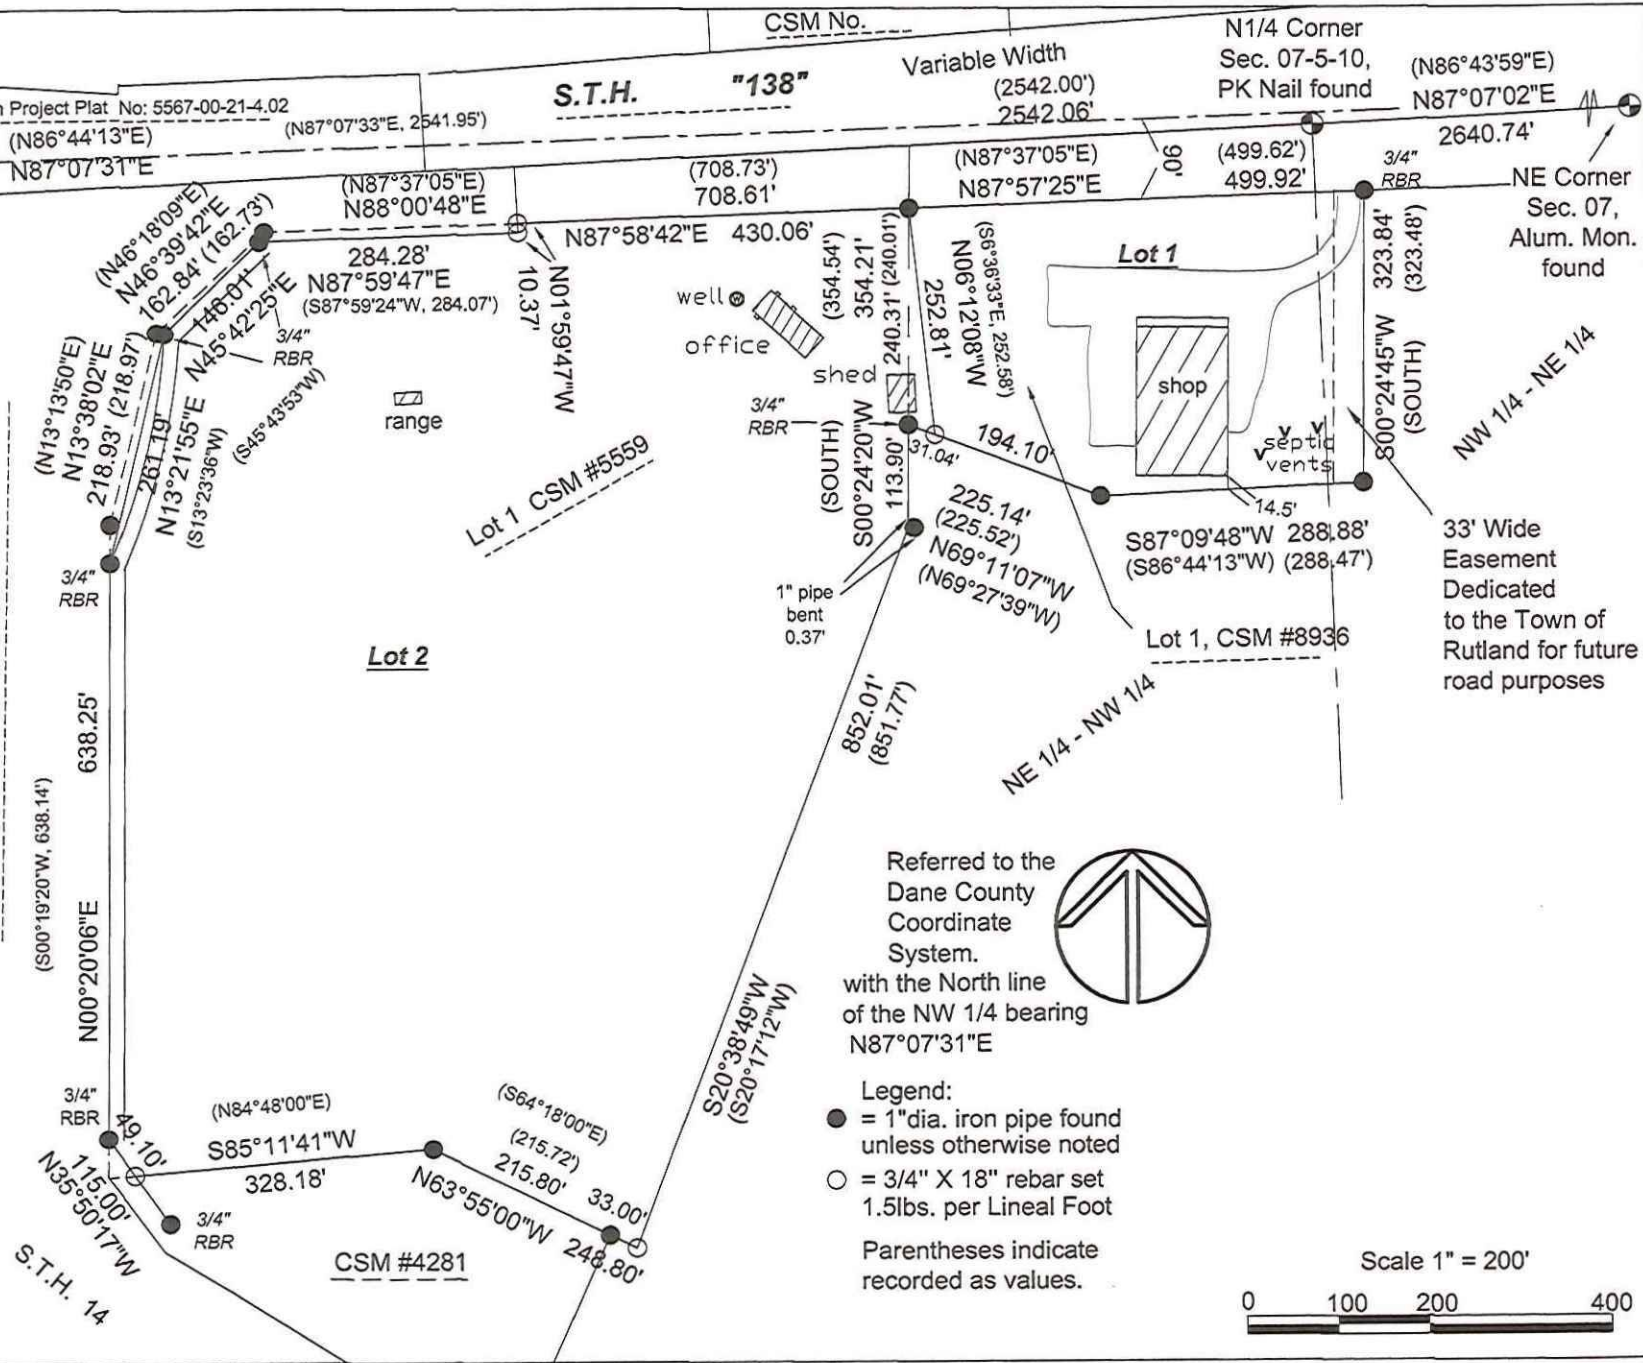 CSM No.
N1/4 Corner
Sec. 07-5-10,
PK Nail found
Variable Width
(2542.00')
2542.06'
S.T.H. "138"
(N86°43'59"E)
N87°07'02"E
2640.74'
Project Plat No: 5567-00-21-4.02
(N86°44'13"E)
N87°07'31"E
(N87°07'33"E, 2541.95')
(N87°37'05"E)
N88°00'48"E
(708.73')
708.61'
(N87°37'05"E)
N87°57'25"E
90'
(499.62')
499.92'
3/4"
RBR
NE Corner
Sec. 07,
Alum. Mon.
found
(N46°18'09"E)
N46°39'42"E
162.84' (162.73')
146.01'
N45°42'25"E
(S45°43'53"W)
3/4"
RBR
284.28'
N87°59'47"E
(S87°59'24"W, 284.07')
N87°58'42"E 430.06'
10.37'
N01°59'47"W
well W
office
shed
range
(354.54')
354.21'
240.31' (240.01')
252.81'
N06°12'08"W
(S6°36'33"E, 252.58')
Lot 1
shop
V V
V septic
vents
323.84'
(323.48')
S00°24'45"W
(SOUTH)
NW 1/4 - NE 1/4
(N13°13'50"E)
N13°38'02"E
218.93' (218.97')
261.19'
N13°21'55"E
(S13°23'36"W)
3/4"
RBR
Lot 1 CSM #5559
3/4"
RBR
(SOUTH)
S00°24'20"W
113.90'
31.04'
194.10'
225.14'
(225.52')
N69°11'07"W
(N69°27'39"W)
14.5'
S87°09'48"W 288.88'
(S86°44'13"W) (288.47')
33' Wide
Easement
Dedicated
to the Town of
Rutland for future
road purposes
1" pipe
bent
0.37'
Lot 1, CSM #8936
Lot 2
NE 1/4 - NW 1/4
638.25'
(S00°19'20"W, 638.14')
N00°20'06"E
852.01'
(851.77')
S20°38'49"W
(S20°17'12"W)
Referred to the
Dane County
Coordinate
System.
with the North line
of the NW 1/4 bearing
N87°07'31"E
Legend:
= 1"dia. iron pipe found
unless otherwise noted
= 3/4" X 18" rebar set
1.5lbs. per Lineal Foot
Parentheses indicate
recorded as values.
3/4"
RBR
49.10'
115.00'
N35°50'17"W
3/4"
RBR
(N84°48'00"E)
S85°11'41"W
328.18'
(S64°18'00"E)
(215.72')
215.80'
33.00'
N63°55'00"W 248.80'
CSM #4281
S.T.H. 14
Scale 1" = 200'
0 100 200 400